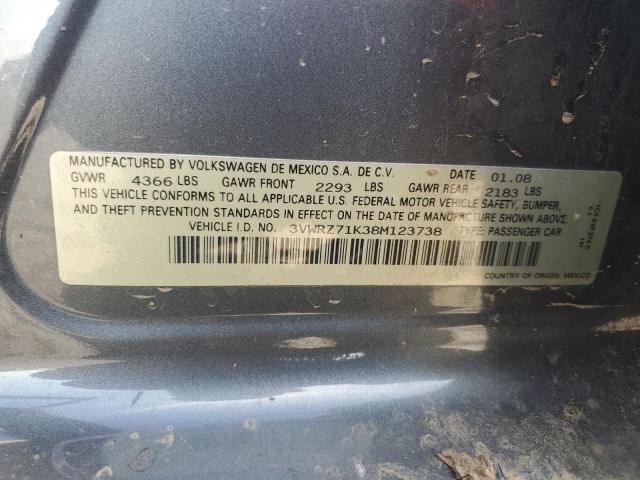 MANUFACTURED BY VOLKSWAGEN DE MEXICO S.A. DE C.V. DATE 01.08
GVWR 4366 LBS GAWR FRONT 2293 LBS GAWR REAR 2183 LBS
THIS VEHICLE CONFORMS TO ALL APPLICABLE U.S. FEDERAL MOTOR VEHICLE SAFETY, BUMPER,
AND THEFT PREVENTION STANDARDS IN EFFECT ON THE DATE OF MANUFACTURE SHOWN ABOVE.
VEHICLE I.D. NO. 3VWRZ71K38M123738 TYPE: PASSENGER CAR
COUNTRY OF ORIGIN: MEXICO